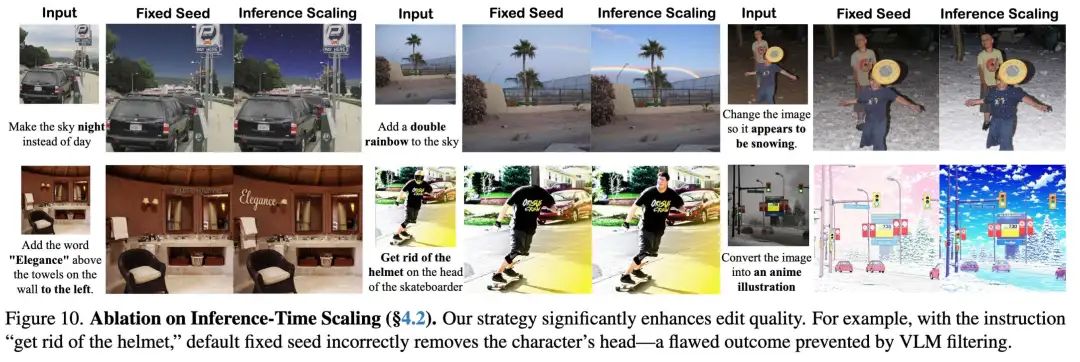 Input Fixed Seed Inference Scaling Input Fixed Seed Inference Scaling Input Fixed Seed Inference Scaling
PAY HERE
Make the sky night
instead of day
Add a double
rainbow to the sky
Change the image
so it appears to
be snowing.
Elegance
Add the word
"Elegance" above
the towels on the
wall to the left.
Get rid of the
helmet on the head
of the skateboarder
Convert the image
into an anime
illustration
Figure 10. Ablation on Inference-Time Scaling (§4.2). Our strategy significantly enhances edit quality. For example, with the instruction
“get rid of the helmet,” default fixed seed incorrectly removes the character’s head—a flawed outcome prevented by VLM filtering.